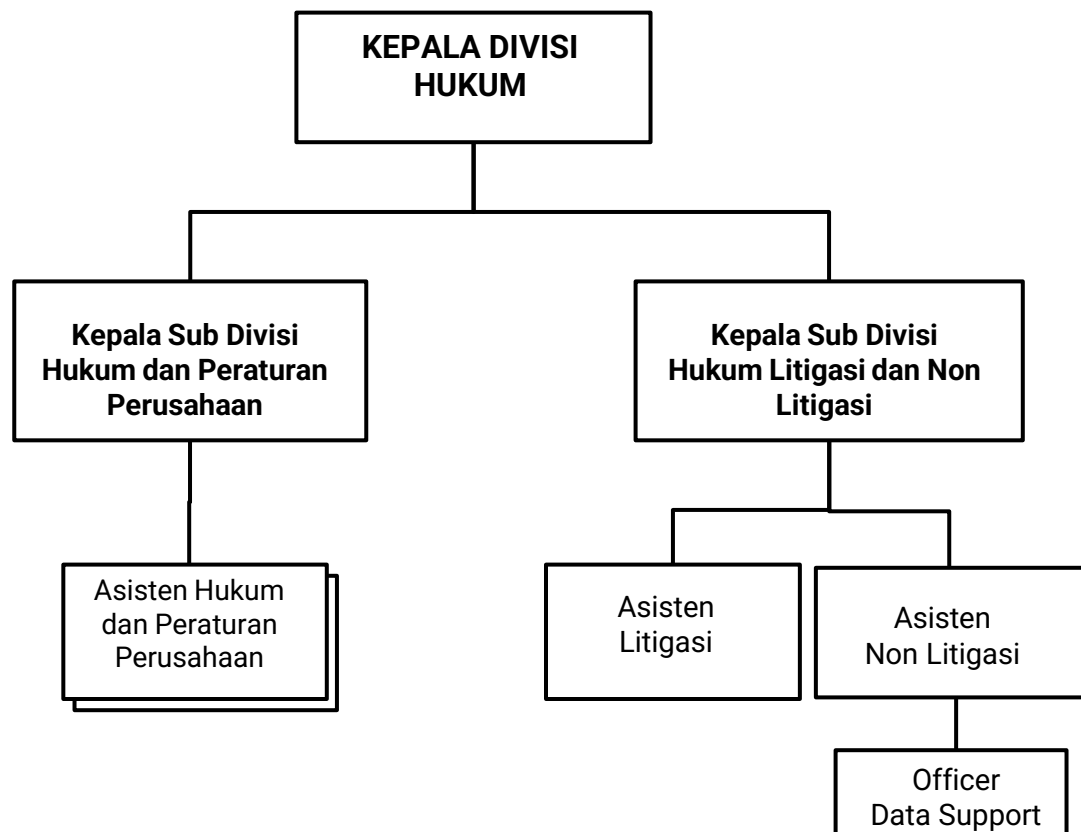 KEPALA DIVISI
HUKUM
Kepala Sub Divisi
Hukum dan Peraturan
Perusahaan
Kepala Sub Divisi
Hukum Litigasi dan Non
Litigasi
Asisten Hukum
dan Peraturan
Perusahaan
Asisten
Litigasi
Asisten
Non Litigasi
Officer
Data Support